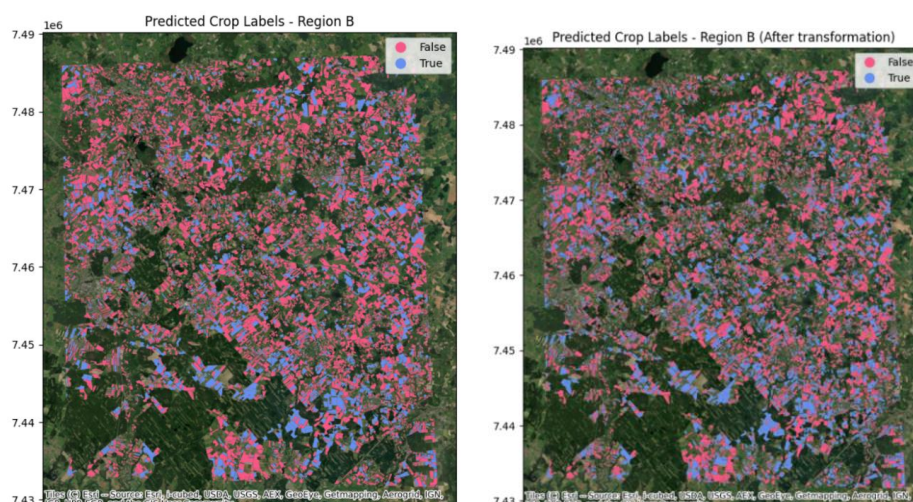 Predicted Crop Labels - Region B
1e6
7.49
7.48
7.47
7.46
7.45
7.44
7.43
False
True
Tiles (C) Esri -- Source: Esri, i-cubed, USDA, USGS, AEX, GeoEye, Getmapping, Aerogrid, IGN,
Predicted Crop Labels - Region B (After transformation)
1e6
7.49
7.48
7.47
7.46
7.45
7.44
7.43
False
True
Tiles (C) Esri -- Source: Esri, i-cubed, USDA, USGS, AEX, GeoEye, Getmapping, Aerogrid, IGN,